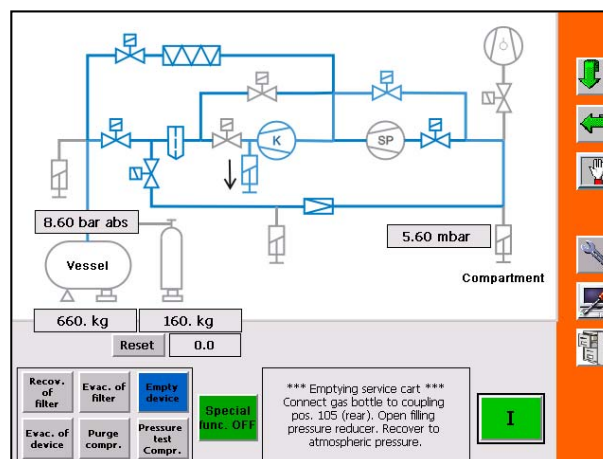 K
SP
8.60 bar abs
5.60 mbar
Vessel
Compartment
660. kg
160. kg
Reset
0.0
Recov.
of
filter
Evac. of
filter
Empty
device
Special
func. OFF
Evac. of
device
Purge
compr.
Pressure
test
Compr.
*** Emptying service cart ***
Connect gas bottle to coupling
pos. 105 (rear). Open filling
pressure reducer. Recover to
atmospheric pressure.
I